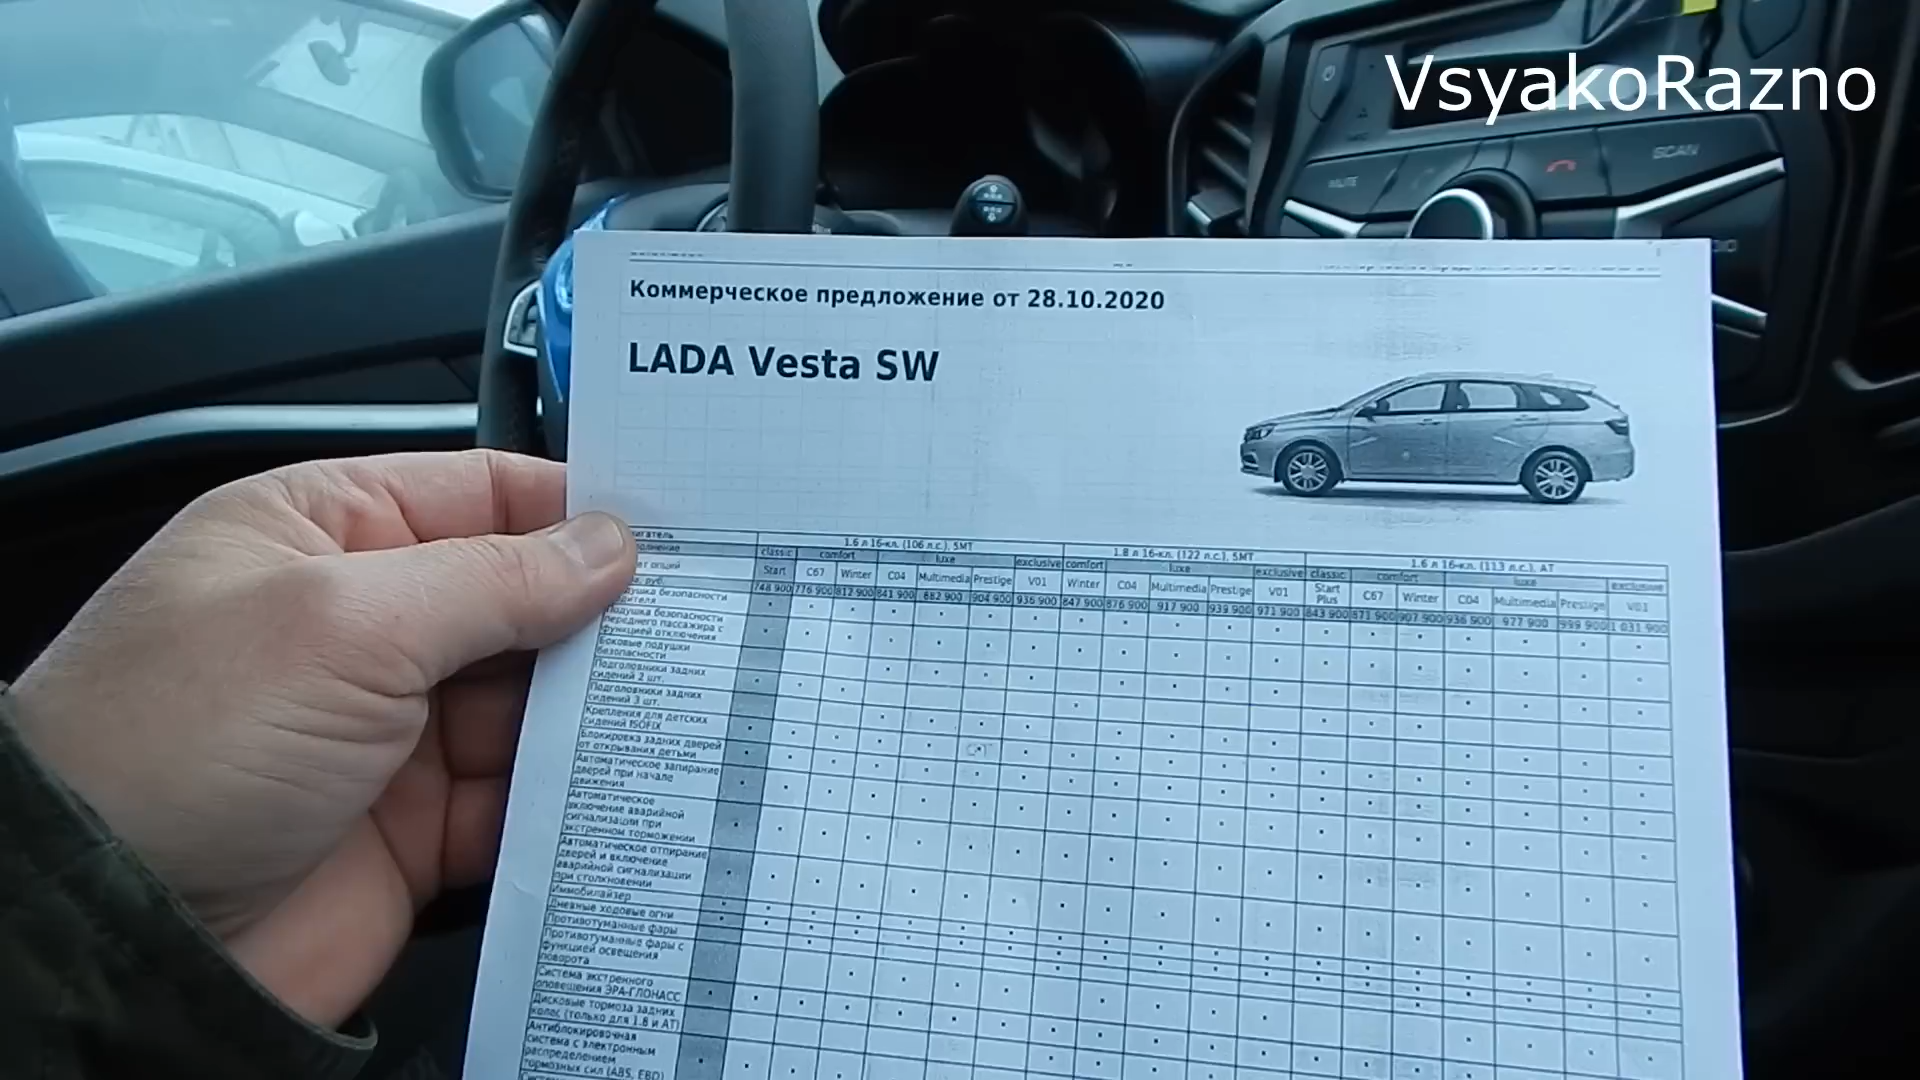 VsyakoRazno
MUTE
SCAN
Коммерческое предложение от 28.10.2020
LADA Vesta SW
1.6 л 16-кл. (106 л.с.), 5МТ 1.8 л 16-кл. (122 л.с.), 5МТ 1.6 л 16-кл. (113 л.с.), АТ
classic comfort luxe exclusive comfort luxe exclusive classic comfort luxe exclusive
Start C67 Winter C04 Multimedia Prestige V01 Winter C04 Multimedia Prestige V01 Start Plus C67 Winter C04 Multimedia Prestige V01
748 900 776 900 812 900 841 900 882 900 904 900 936 900 847 900 876 900 917 900 939 900 971 900 843 900 871 900 907 900 936 900 977 900 999 900 1 031 900
безопасности
Подушка безопасности
переднего пассажира с
функцией отключения
Боковые подушки
безопасности
Подголовники задних
сидений 2 шт.
Подголовники задних
сидений 3 шт.
Крепления для детских
сидений ISOFIX
Блокировка задних дверей
от открывания детьми
Автоматическое запирание
дверей при начале
движения
Автоматическое
включение аварийной
сигнализации при
экстренном торможении
Автоматическое отпирание
дверей и включение
аварийной сигнализации
при столкновении
Иммобилайзер
Дневные ходовые огни
Противотуманные фары
Противотуманные фары с
функцией освещения
поворота
Система экстренного
оповещения ЭРА-ГЛОНАСС
Дисковые тормоза задних
колес (только для 1.8 и АТ)
Антиблокировочная
система с электронным
распределением
тормозных сил (ABS, EBD)